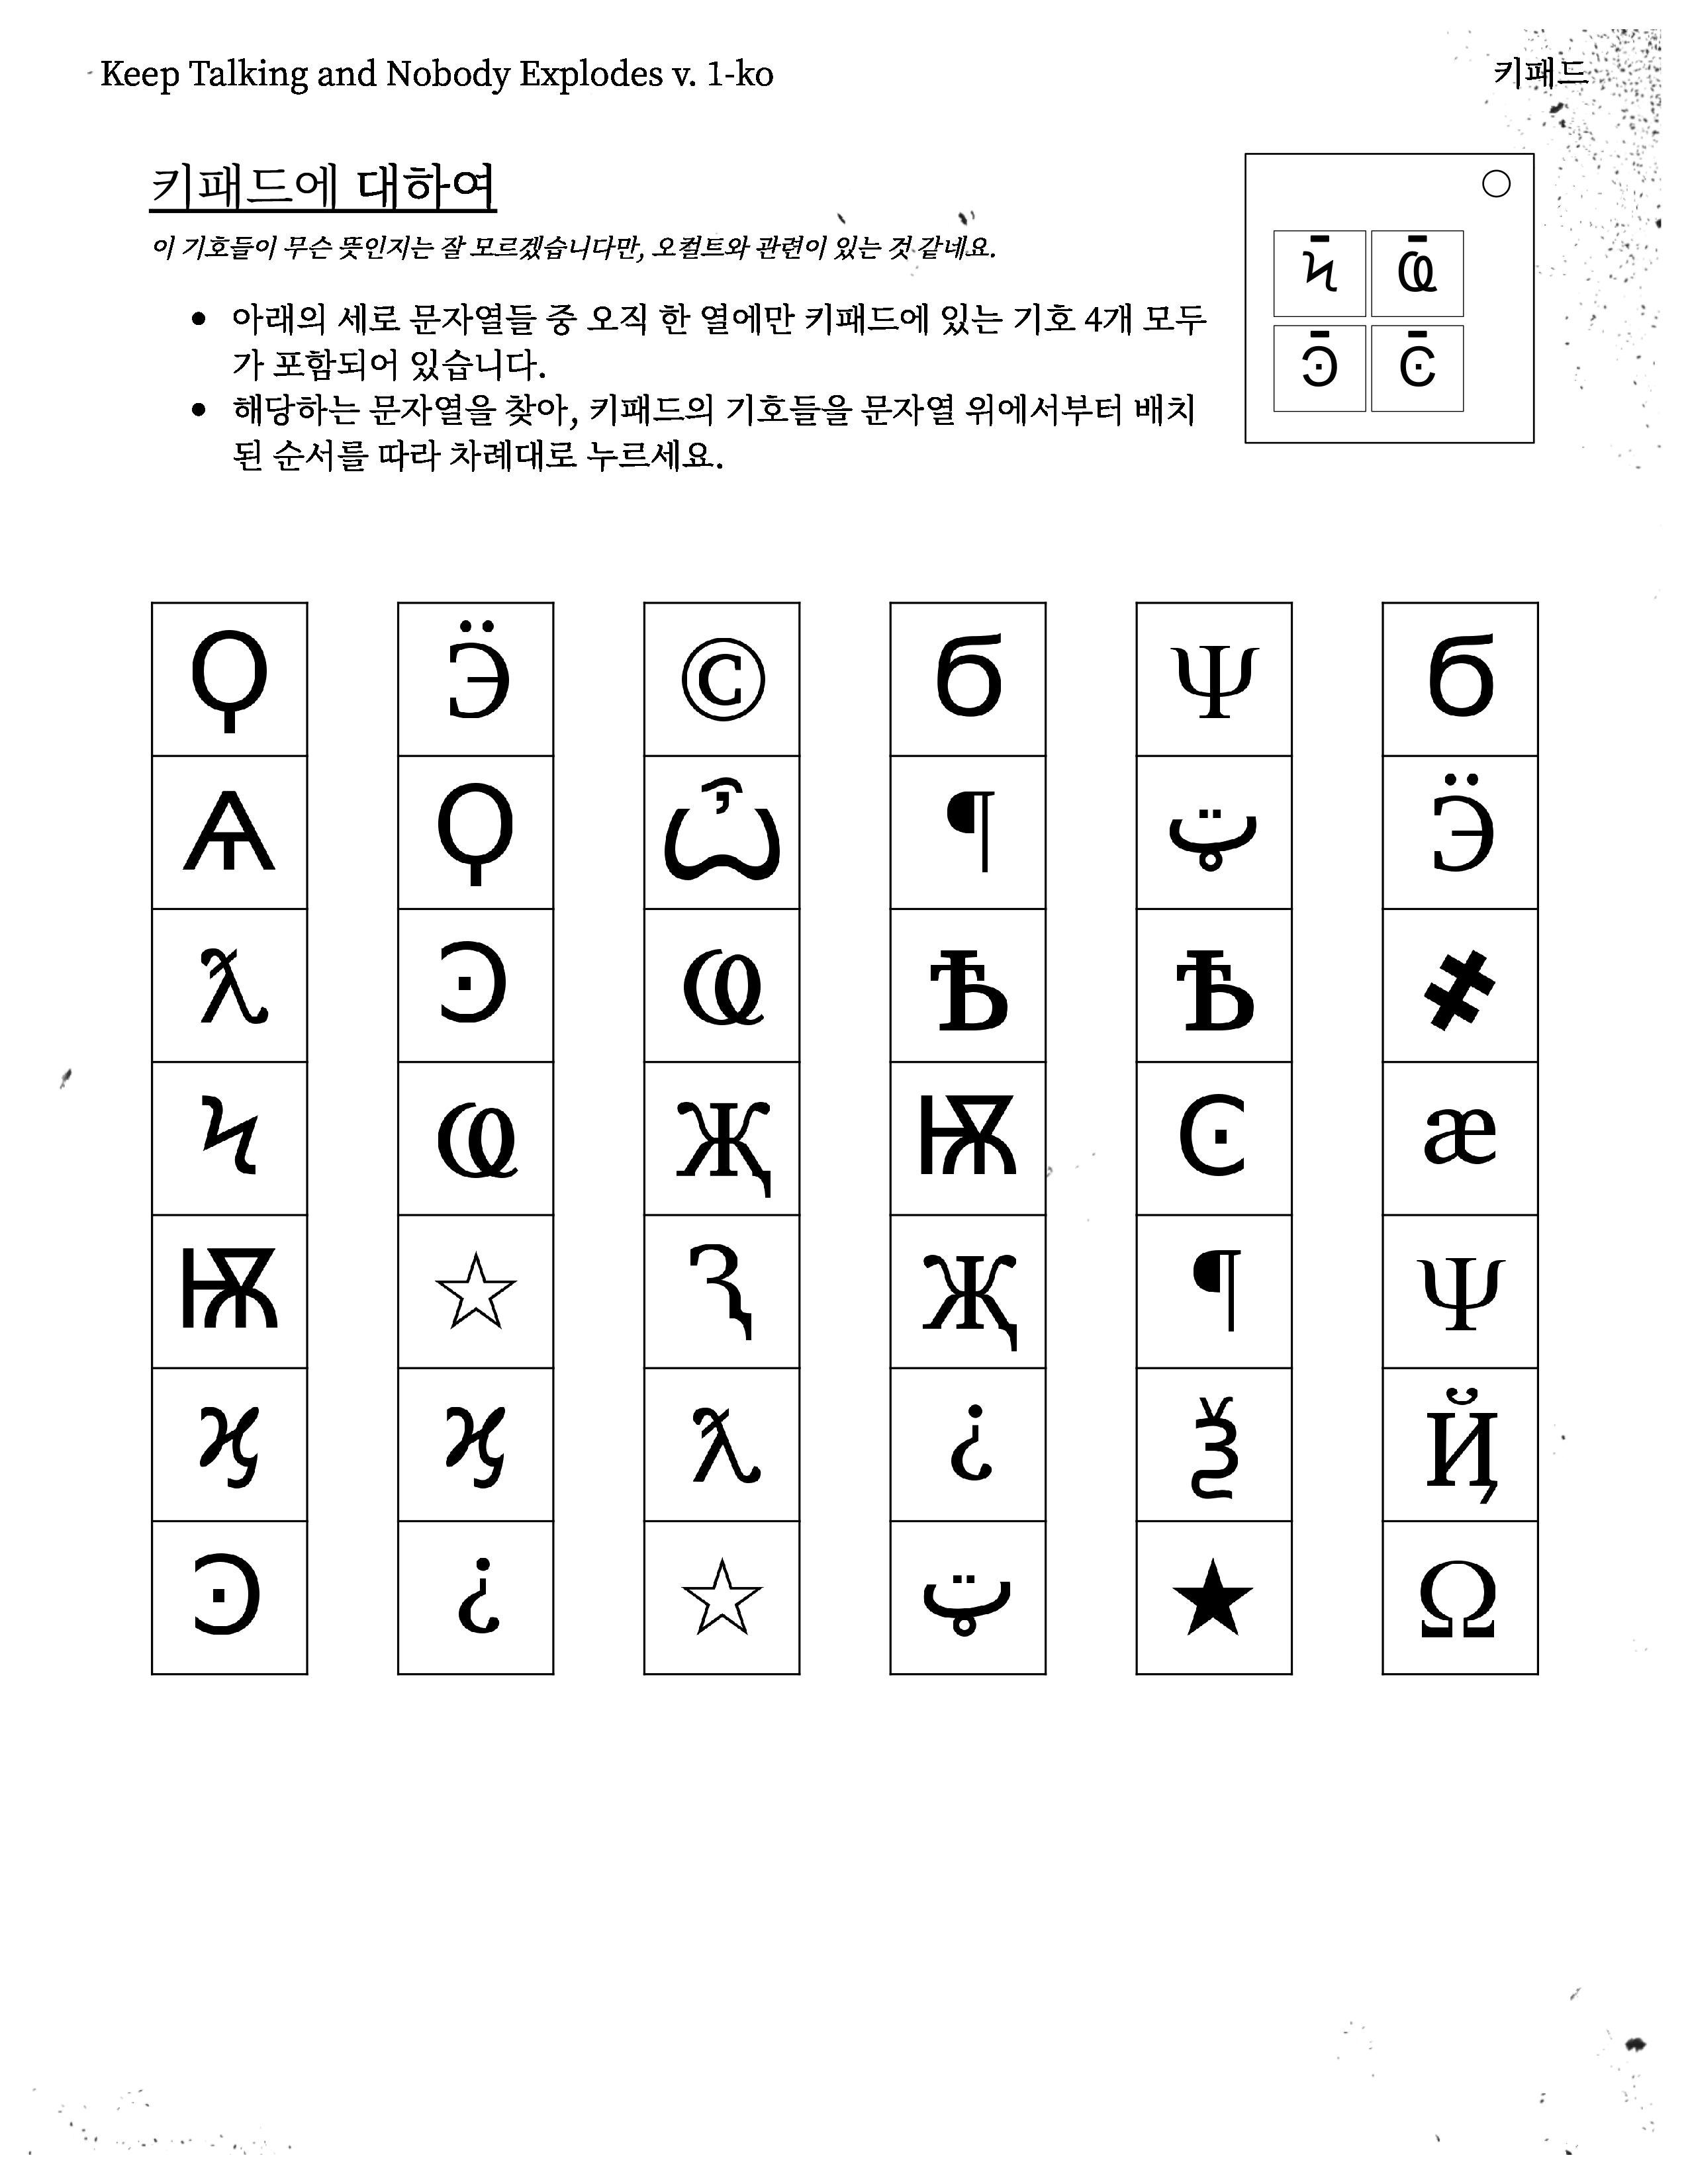 Keep Talking and Nobody Explodes v. 1-ko
키패드
키패드에 대하여
이 기호들이 무슨 뜻인지는 잘 모르겠습니다만, 오컬트와 관련이 있는 것 같네요.
• 아래의 세로 문자열들 중 오직 한 열에만 키패드에 있는 기호 4개 모두
가 포함되어 있습니다.
• 해당하는 문자열을 찾아, 키패드의 기호들을 문자열 위에서부터 배치
된 순서를 따라 차례대로 누르세요.
Ϟ Ҩ
Ͽ Ͼ
Ϙ Ӭ © Ϭ Ψ Ϭ
Ѧ Ϙ Ѽ ¶ ټ Ӭ
ƛ Ͽ Ҩ Ѣ Ѣ ҂
Ϟ Ҩ Җ Ѭ Ͼ æ
Ѭ ☆ Ԇ Җ ¶ Ψ
ϗ ϗ ƛ ¿ Ѯ Ҋ
Ͽ ¿ ☆ ټ ★ Ω